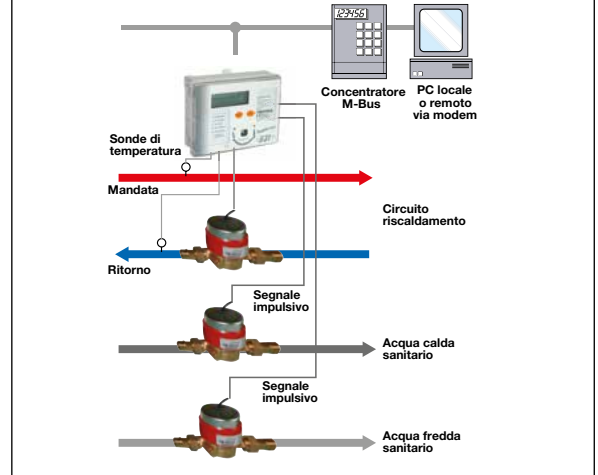 123456
Concentratore
M-Bus
PC locale
o remoto
via modem
Sonde di
temperatura
Mandata
Circuito
riscaldamento
Ritorno
Segnale
impulsivo
Acqua calda
sanitario
Segnale
impulsivo
Acqua fredda
sanitario